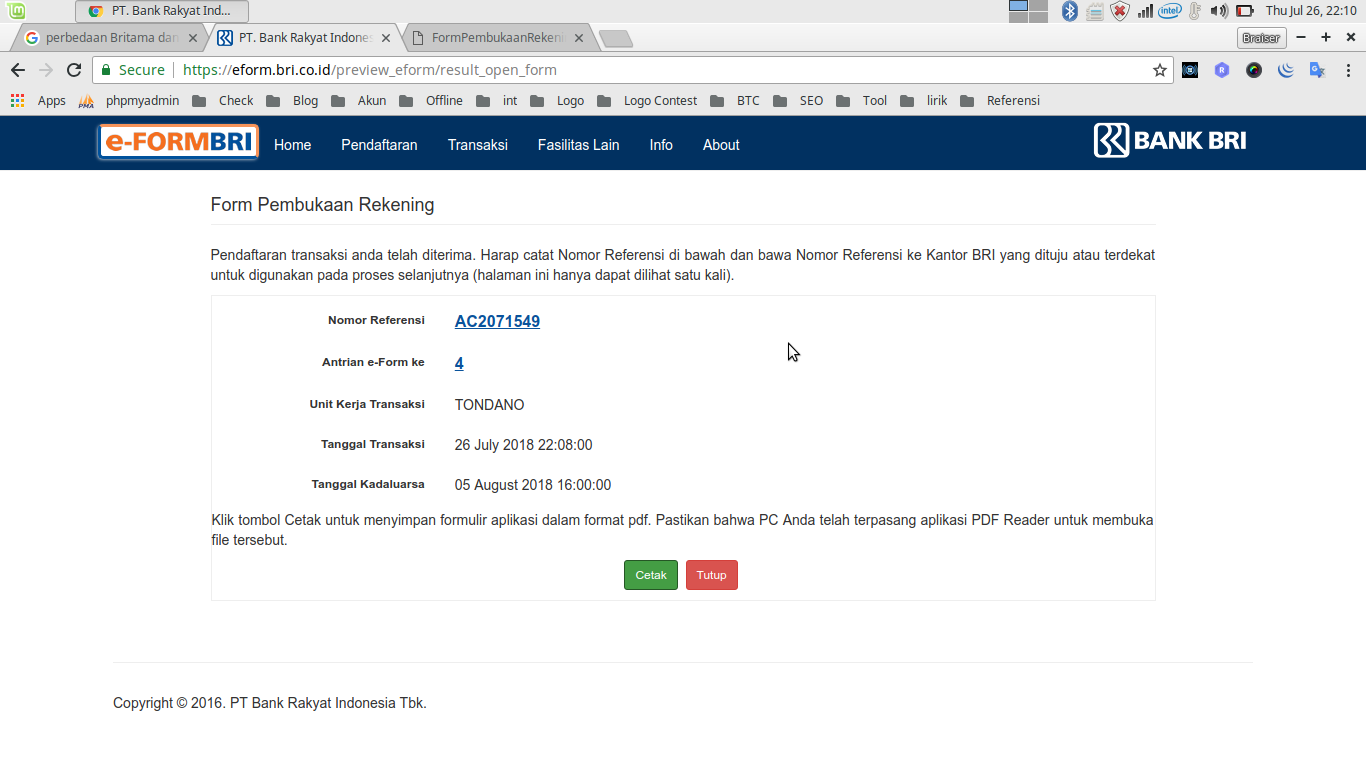 PT. Bank Rakyat Ind...
Thu Jul 26, 22:10
perbedaan Britama dan
PT. Bank Rakyat Indones
FormPembukaanRekeni
Braiser
Secure
https://eform.bri.co.id/preview_eform/result_open_form
Apps
phpmyadmin
Check
Blog
Akun
Offline
int
Logo
Logo Contest
BTC
SEO
Tool
lirik
Referensi
e-FORMBRI
Home
Pendaftaran
Transaksi
Fasilitas Lain
Info
About
BANK BRI
Form Pembukaan Rekening
Pendaftaran transaksi anda telah diterima. Harap catat Nomor Referensi di bawah dan bawa Nomor Referensi ke Kantor BRI yang dituju atau terdekat
untuk digunakan pada proses selanjutnya (halaman ini hanya dapat dilihat satu kali).
Nomor Referensi AC2071549
Antrian e-Form ke 4
Unit Kerja Transaksi TONDANO
Tanggal Transaksi 26 July 2018 22:08:00
Tanggal Kadaluarsa 05 August 2018 16:00:00
Klik tombol Cetak untuk menyimpan formulir aplikasi dalam format pdf. Pastikan bahwa PC Anda telah terpasang aplikasi PDF Reader untuk membuka
file tersebut.
Cetak
Tutup
Copyright © 2016. PT Bank Rakyat Indonesia Tbk.